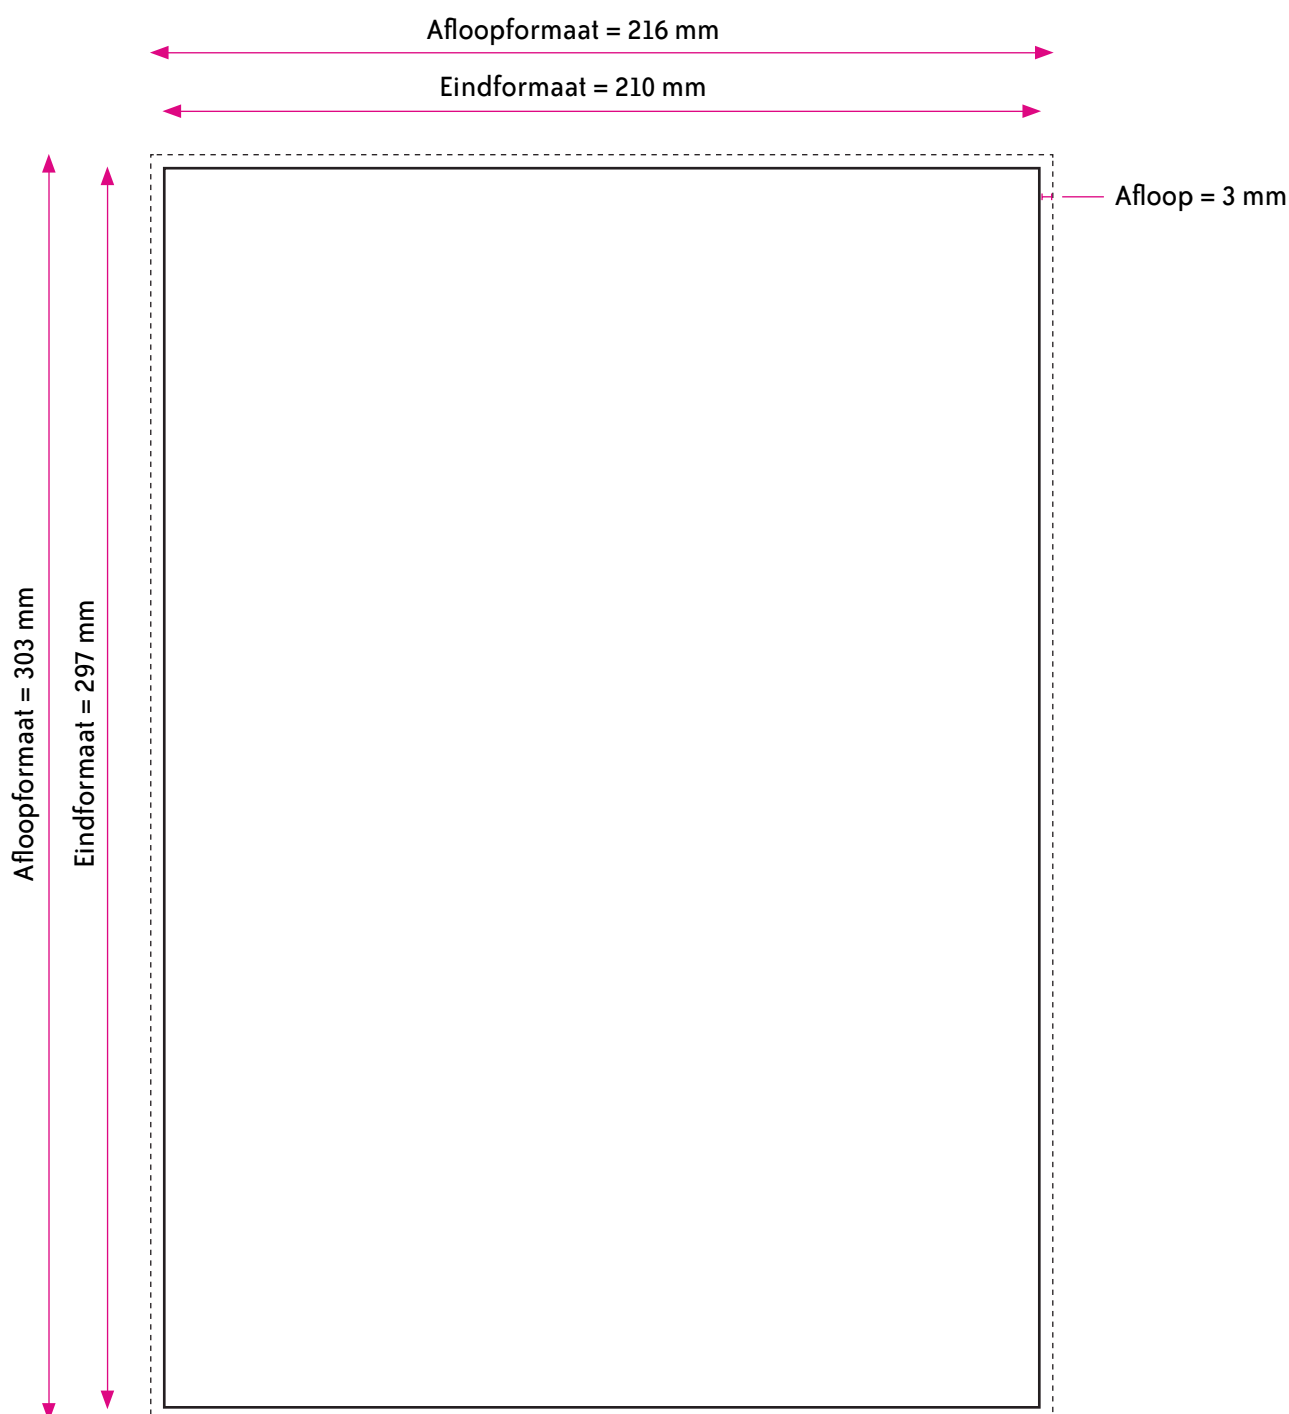 Afloopformaat = 216 mm
Eindformaat = 210 mm
Afloop = 3 mm
Afloopformaat = 303 mm
Eindformaat = 297 mm